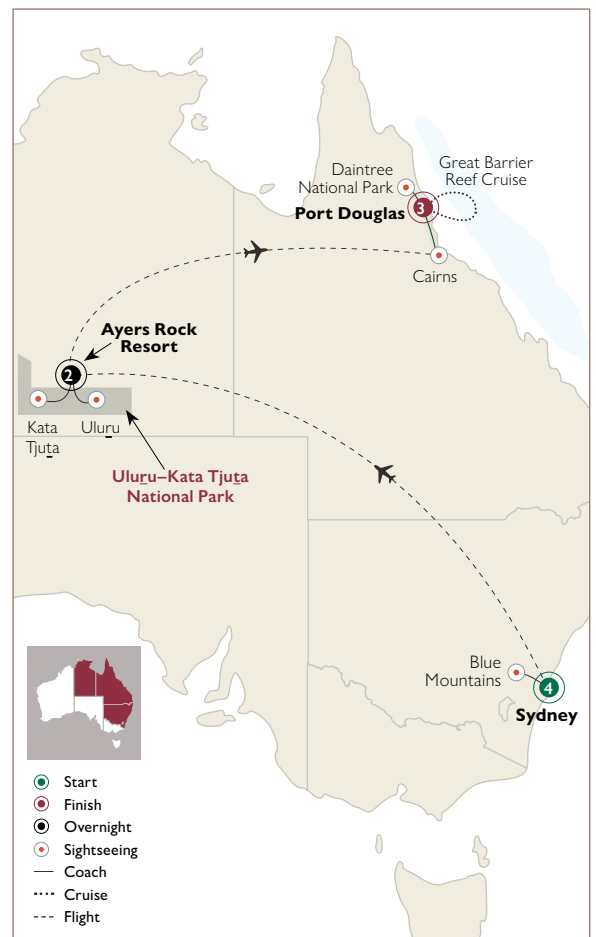 Daintree
National Park
Great Barrier
Reef Cruise
Port Douglas
3
Cairns
Ayers Rock
Resort
2
Kata
Tjuṯa
Uluṟu
Uluṟu–Kata Tjuṯa
National Park
Blue
Mountains
4
Sydney
Start
Finish
Overnight
Sightseeing
Coach
Cruise
Flight